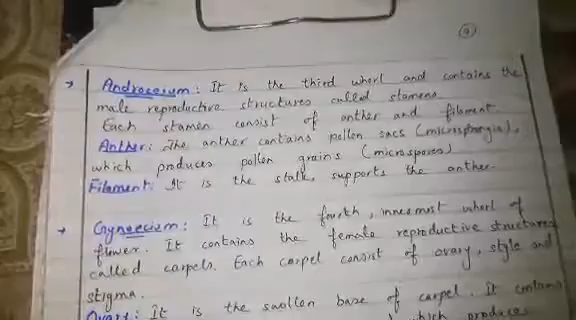 9
→ Androecium : It is the third whorl and contains the
male reproductive structures called stamens
Each stamen consist of anther and filament
Anther : The anther contains pollen sacs (microsporangia),
which produces pollen grains (microspores)
Filament : It is the stalk, supports the anther.
→ Gynoecium : It is the fourth, innermost whorl of
flower. It contains the female reproductive structures
called carpels. Each carpel consist of ovary, style and
stigma.
Ovary : It is the swollen base of carpel. It contains
which produces